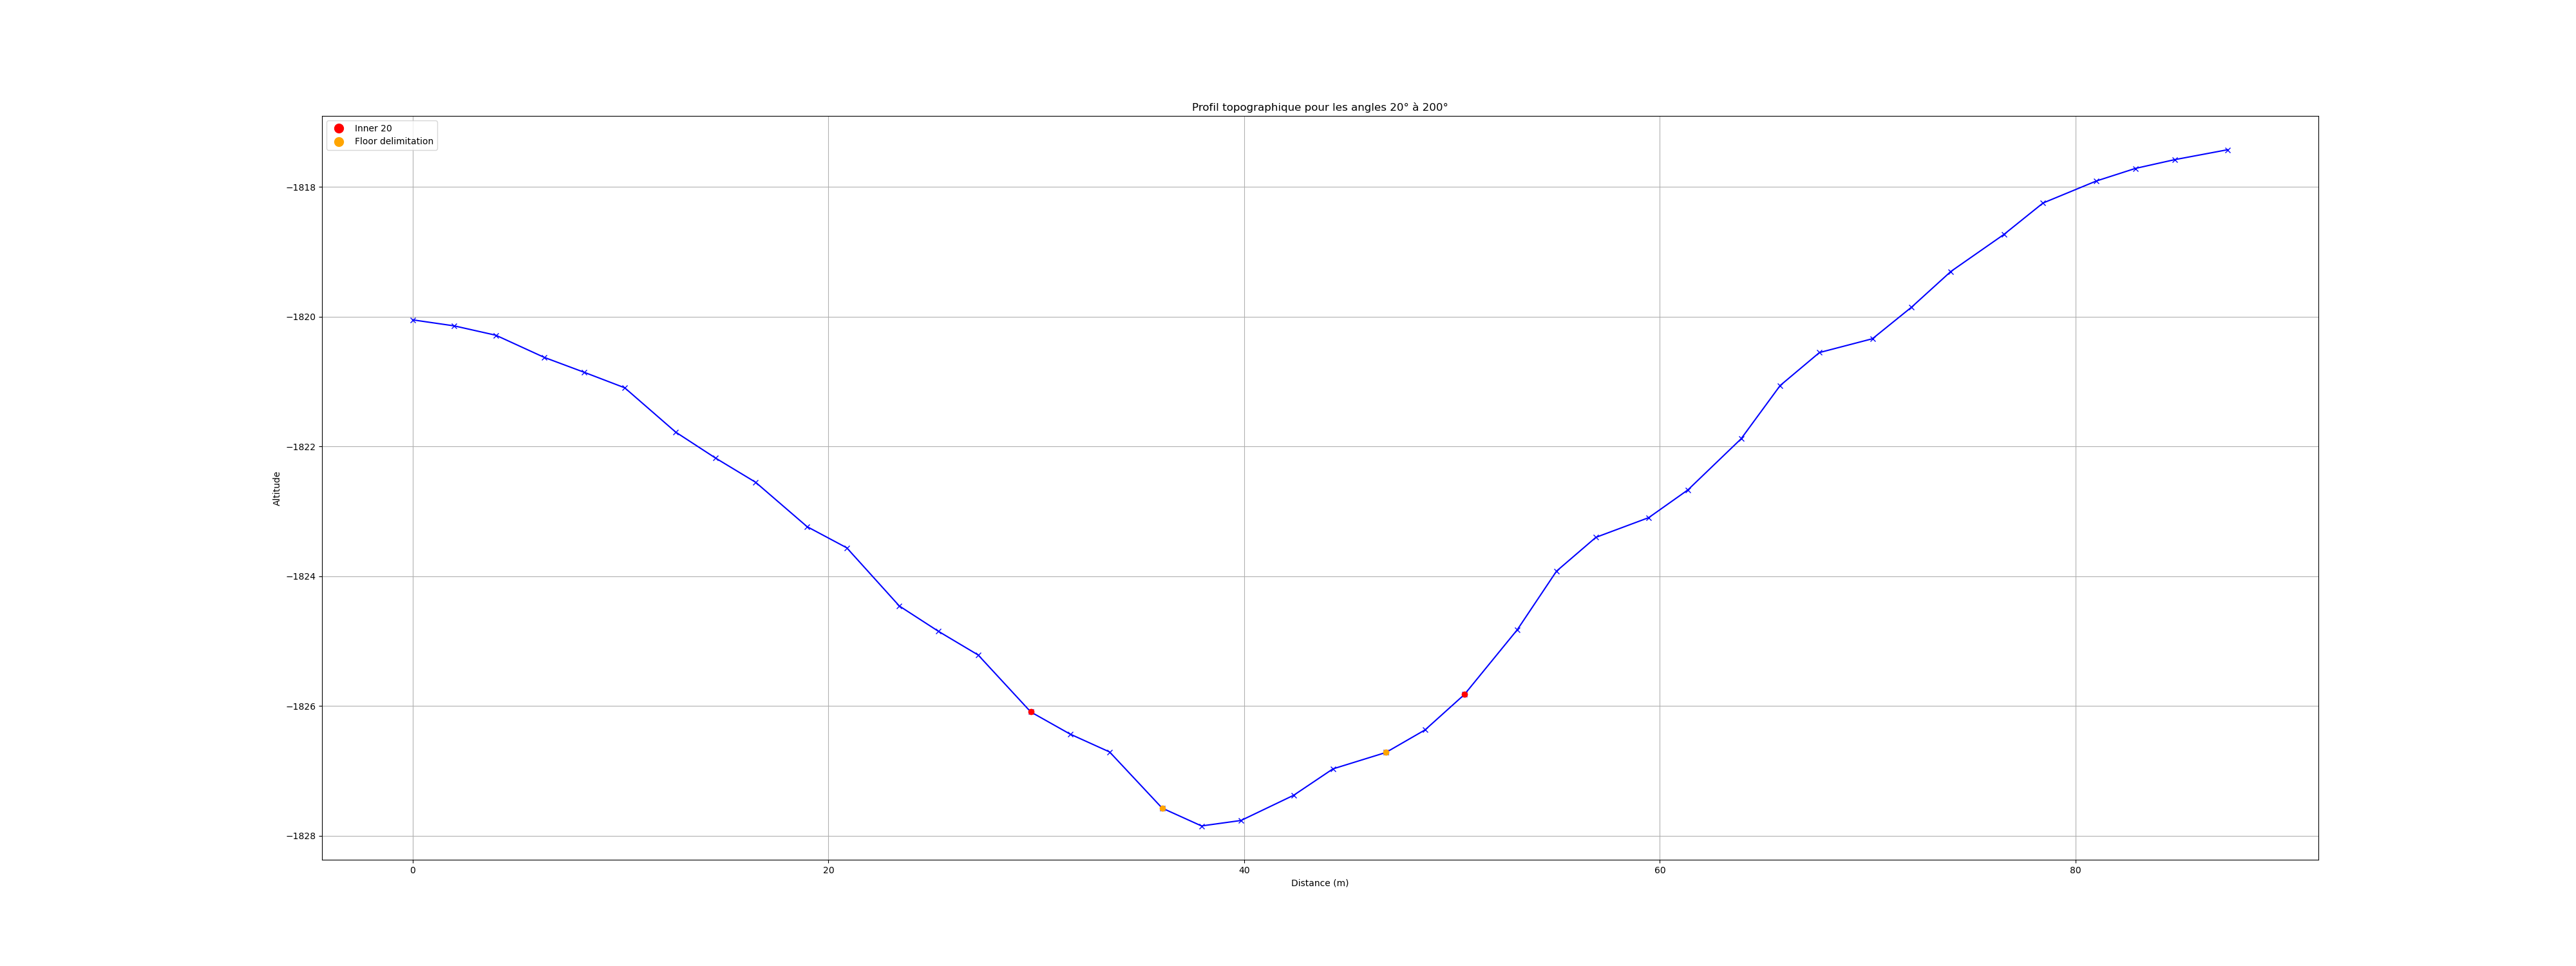 Profil topographique pour les angles 20° à 200°
Inner 20
Floor delimitation
−1818
−1820
−1822
−1824
−1826
−1828
Altitude
0 20 40 60 80
Distance (m)